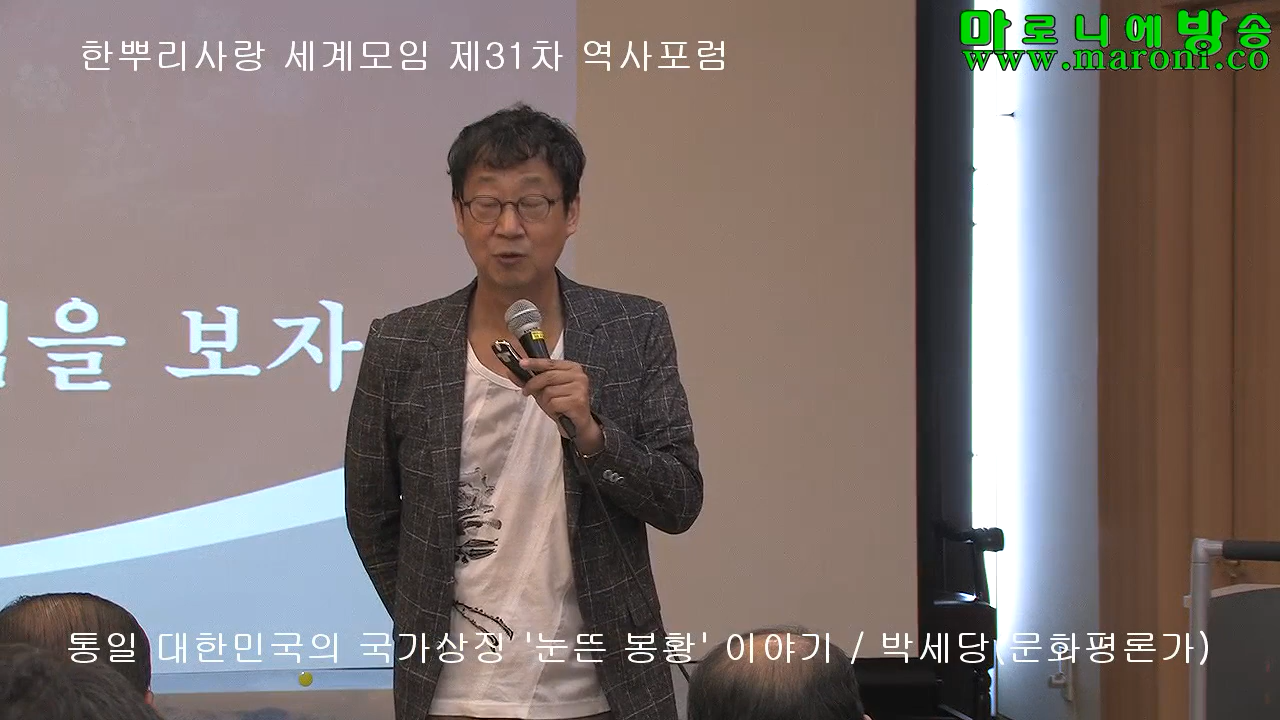 마로니에방송
한뿌리사랑 세계모임 제31차 역사포럼
www.maroni.co
을 보자
통일 대한민국의 국가상징 '눈뜬 봉황' 이야기 / 박세당(문화평론가)